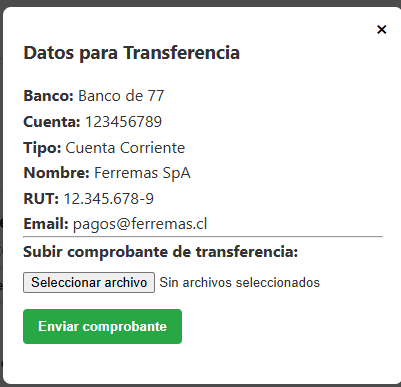 ×
Datos para Transferencia
Banco: Banco de 77
Cuenta: 123456789
Tipo: Cuenta Corriente
Nombre: Ferremas SpA
RUT: 12.345.678-9
Email: pagos@ferremas.cl
Subir comprobante de transferencia:
Seleccionar archivo Sin archivos seleccionados
Enviar comprobante